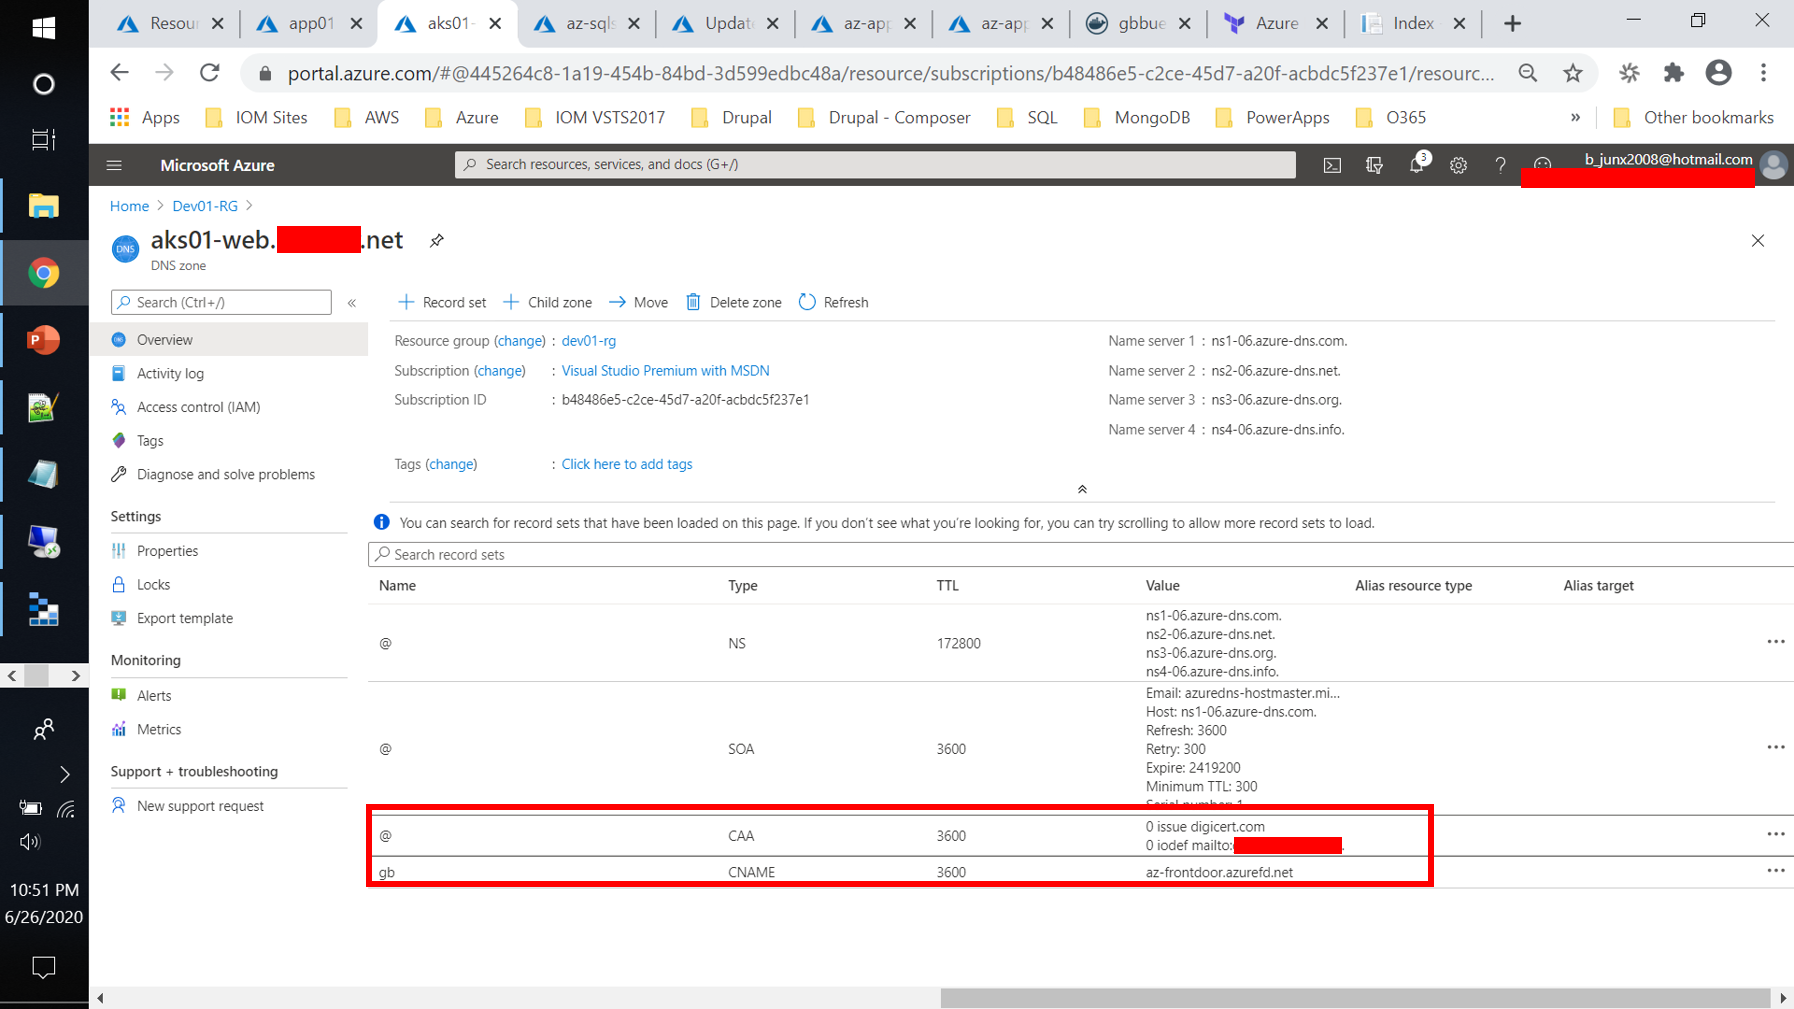 Resour
app01
aks01-
az-sqls
Update
az-app
az-app
gbbue
Azure
Index -
portal.azure.com/#@445264c8-1a19-454b-84bd-3d599edbc48a/resource/subscriptions/b48486e5-c2ce-45d7-a20f-acbdc5f237e1/resourc...
Apps
IOM Sites
AWS
Azure
IOM VSTS2017
Drupal
Drupal - Composer
SQL
MongoDB
PowerApps
O365
»
Other bookmarks
Microsoft Azure
Search resources, services, and docs (G+/)
3
b_junx2008@hotmail.com
Home > Dev01-RG >
DNS
aks01-web. .net
DNS zone
Search (Ctrl+/)
«
Record set
Child zone
Move
Delete zone
Refresh
Overview
Activity log
Access control (IAM)
Tags
Diagnose and solve problems
Settings
Properties
Locks
Export template
Monitoring
Alerts
Metrics
Support + troubleshooting
New support request
Resource group (change) : dev01-rg
Subscription (change) : Visual Studio Premium with MSDN
Subscription ID : b48486e5-c2ce-45d7-a20f-acbdc5f237e1
Tags (change) : Click here to add tags
Name server 1 : ns1-06.azure-dns.com.
Name server 2 : ns2-06.azure-dns.net.
Name server 3 : ns3-06.azure-dns.org.
Name server 4 : ns4-06.azure-dns.info.
You can search for record sets that have been loaded on this page. If you don't see what you're looking for, you can try scrolling to allow more record sets to load.
Search record sets
Name Type TTL Value Alias resource type Alias target
@ NS 172800
ns1-06.azure-dns.com.
ns2-06.azure-dns.net.
ns3-06.azure-dns.org.
ns4-06.azure-dns.info.
...
@ SOA 3600
Email: azuredns-hostmaster.mi...
Host: ns1-06.azure-dns.com.
Refresh: 3600
Retry: 300
Expire: 2419200
Minimum TTL: 300
Serial number: 1
...
@ CAA 3600
0 issue digicert.com
0 iodef mailto:
...
gb CNAME 3600 az-frontdoor.azurefd.net
...
10:51 PM
6/26/2020